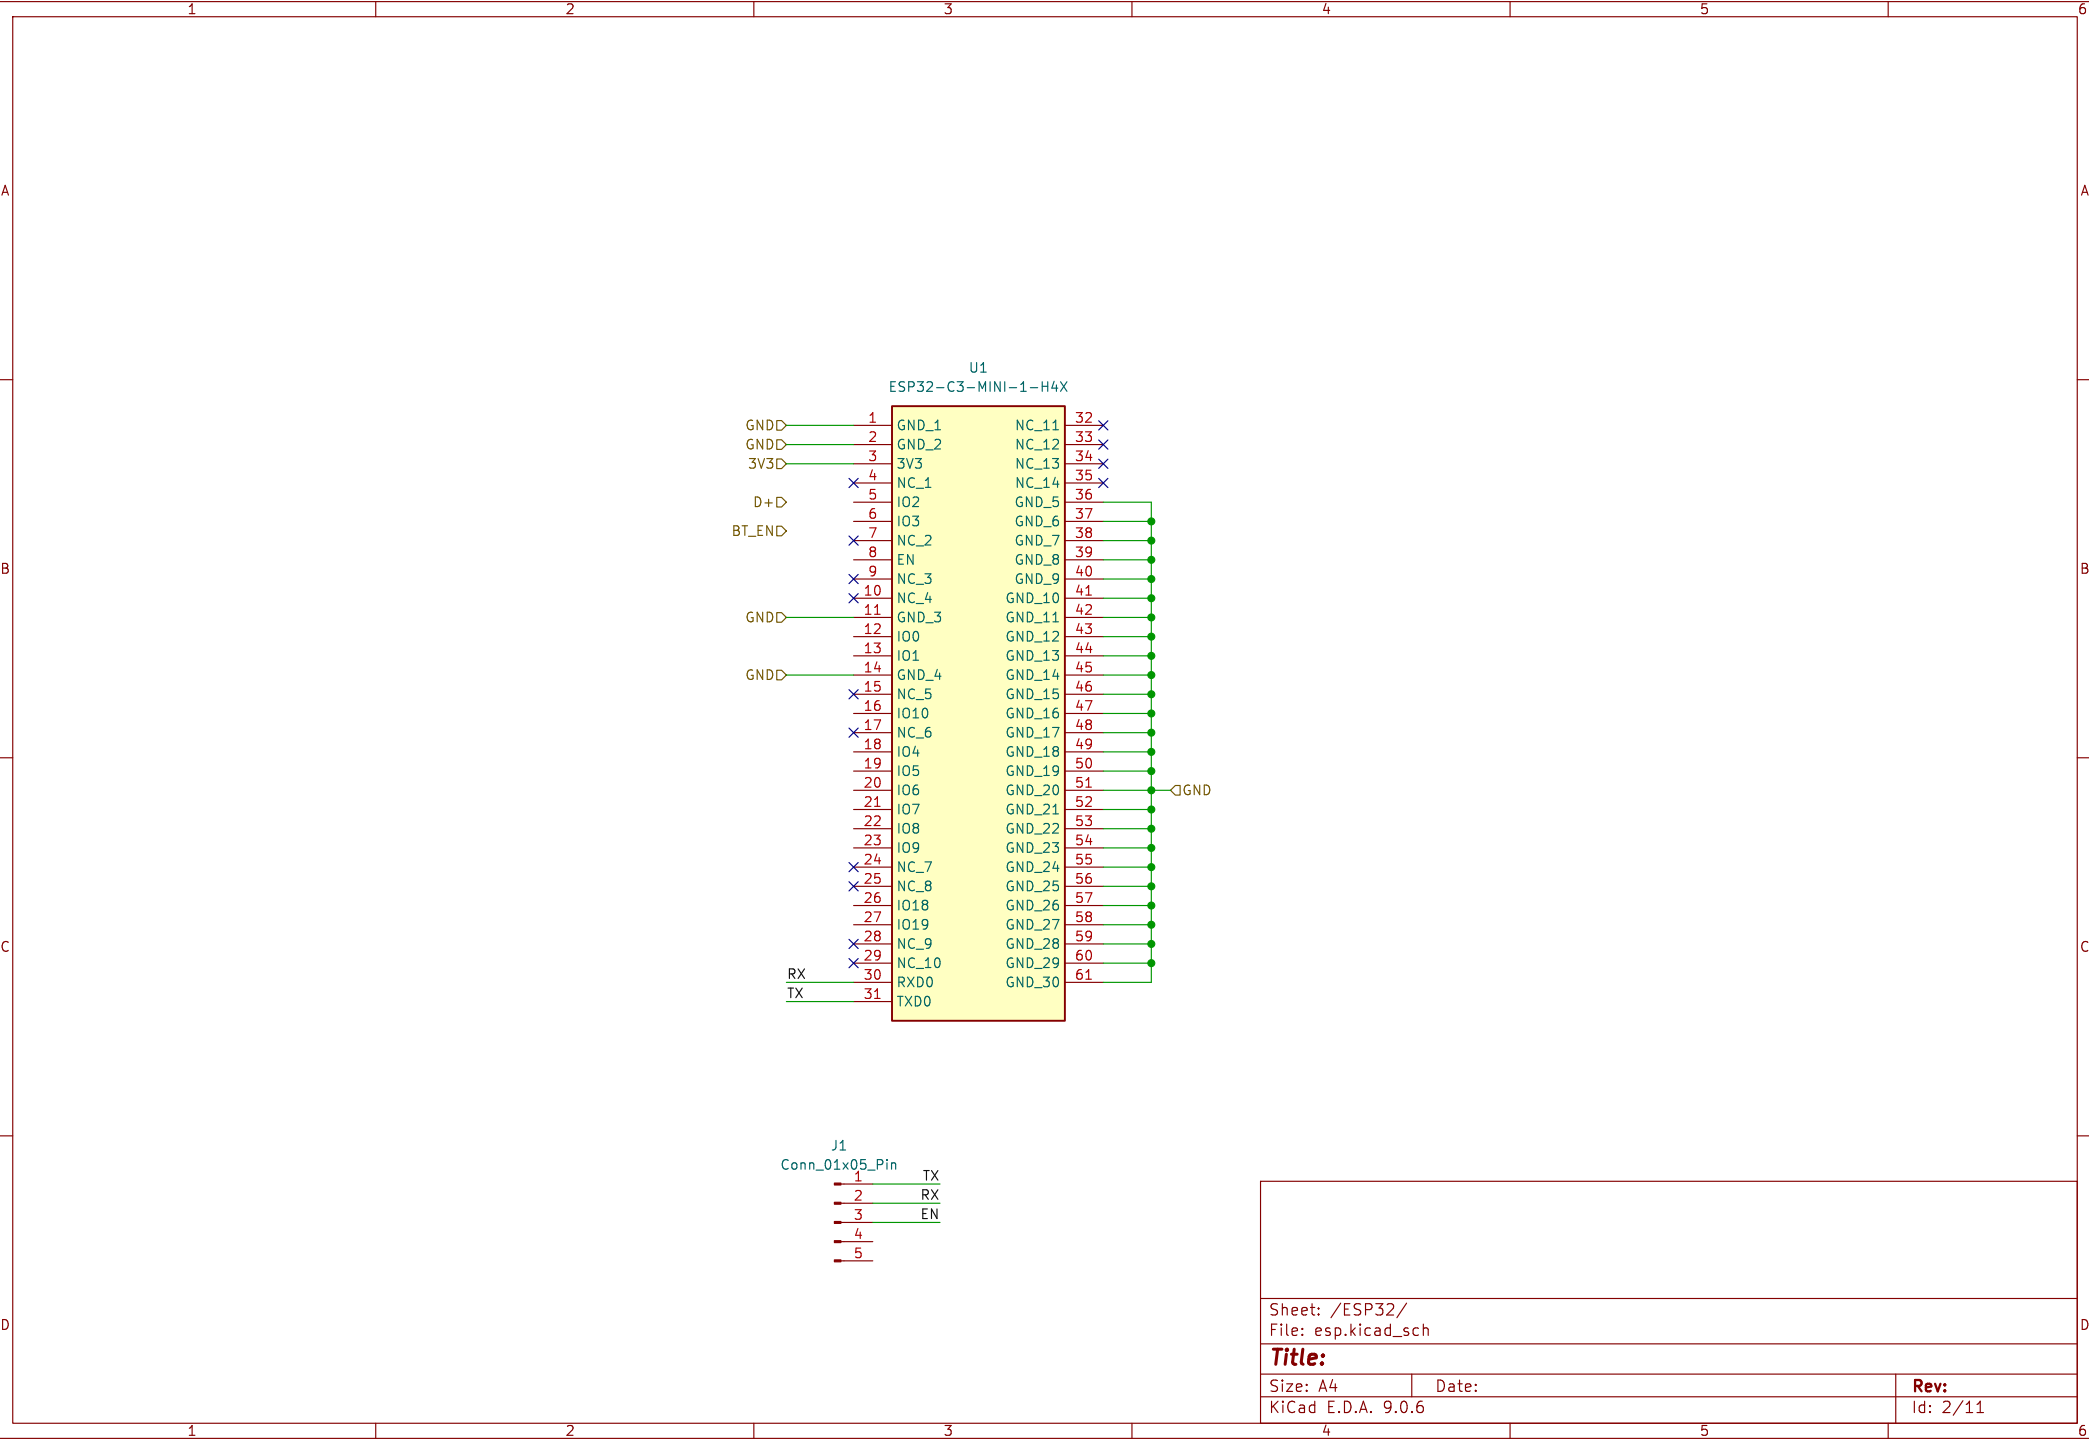 1 2 3 4 5 6
A A
U1
ESP32-C3-MINI-1-H4X
GND 1 GND_1 NC_11 32
GND 2 GND_2 NC_12 33
3V3 3 3V3 NC_13 34
4 NC_1 NC_14 35
D+ 5 IO2 GND_5 36
6 IO3 GND_6 37
BT_EN
7 NC_2 GND_7 38
8 EN GND_8 39
B B
9 NC_3 GND_9 40
10 NC_4 GND_10 41
GND 11 GND_3 GND_11 42
12 IO0 GND_12 43
13 IO1 GND_13 44
GND 14 GND_4 GND_14 45
15 NC_5 GND_15 46
16 IO10 GND_16 47
17 NC_6 GND_17 48
18 IO4 GND_18 49
19 IO5 GND_19 50
20 IO6 GND_20 51 GND
21 IO7 GND_21 52
22 IO8 GND_22 53
23 IO9 GND_23 54
24 NC_7 GND_24 55
25 NC_8 GND_25 56
26 IO18 GND_26 57
27 IO19 GND_27 58
28 NC_9 GND_28 59
C C
29 NC_10 GND_29 60
RX 30 RXD0 GND_30 61
TX 31 TXD0
J1
Conn_01x05_Pin
1 TX
2 RX
3 EN
4
5
Sheet: /ESP32/
D D
File: esp.kicad_sch
Title:
Size: A4 Date: Rev:
KiCad E.D.A. 9.0.6 Id: 2/11
1 2 3 4 5 6